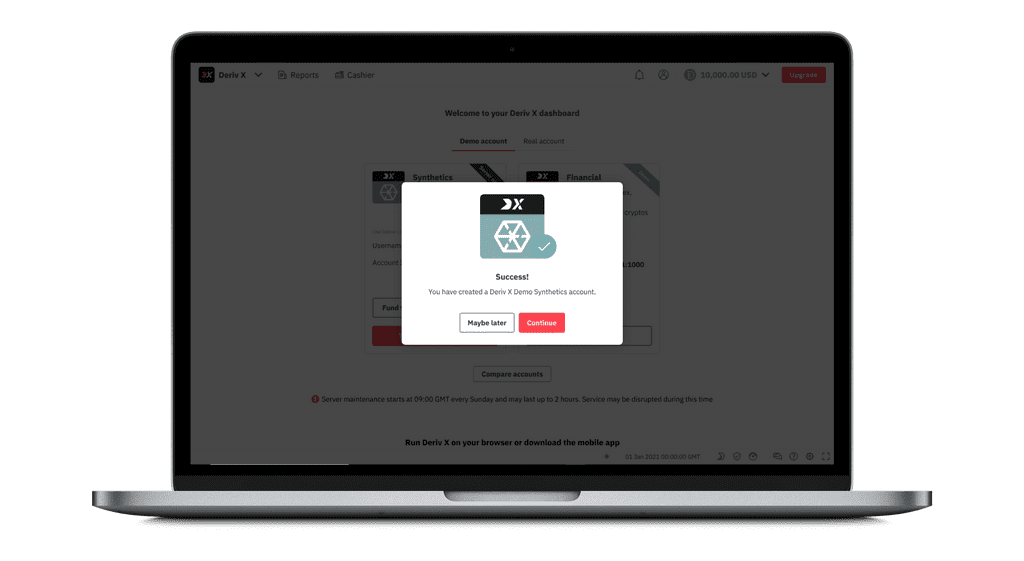 Deriv X
Reports
Cashier
10,000.00 USD
Upgrade
Welcome to your Deriv X dashboard
Demo account
Real account
Synthetics
Financial
cryptos
Usernam
Account
:1000
Fund
Success!
You have created a Deriv X Demo Synthetics account.
Maybe later
Continue
Compare accounts
Server maintenance starts at 09:00 GMT every Sunday and may last up to 2 hours. Service may be disrupted during this time
Run Deriv X on your browser or download the mobile app
01 Jan 2021 00:00:00 GMT